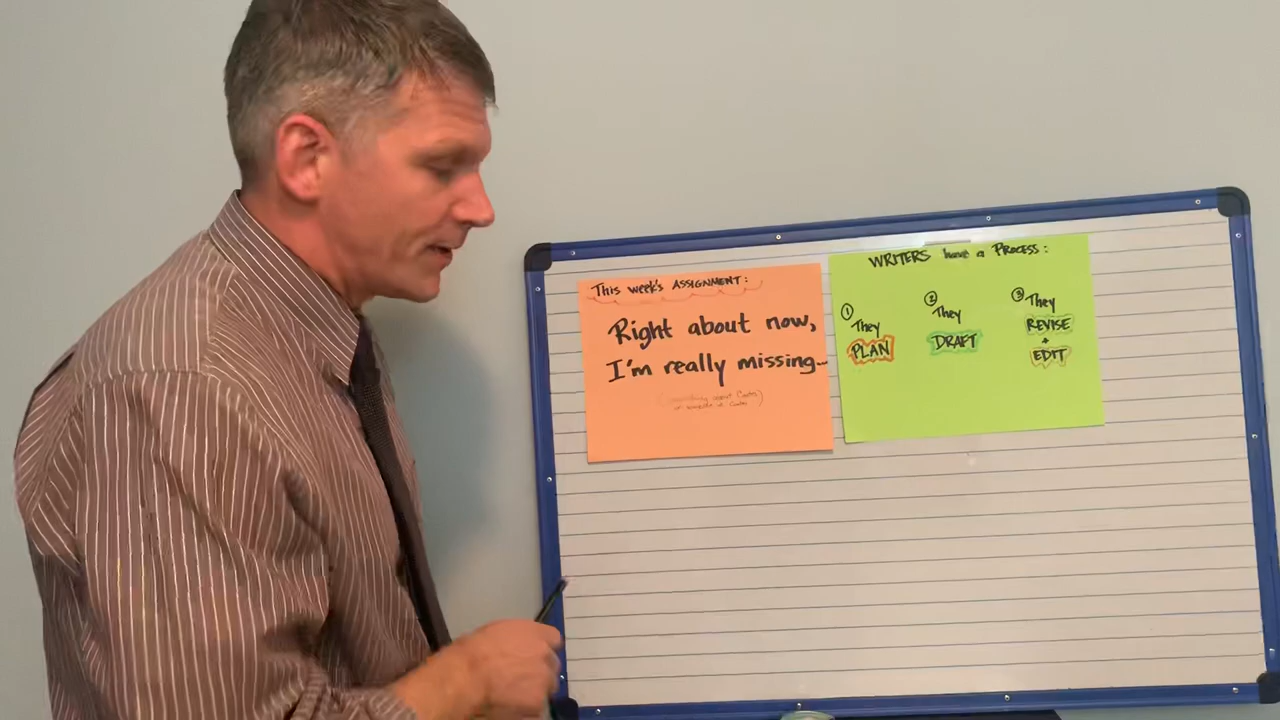 This week's ASSIGNMENT:
Right about now,
I'm really missing...
WRITERS have a PROCESS:
①
They
PLAN
②
They
DRAFT
③ They
REVISE
+
EDIT